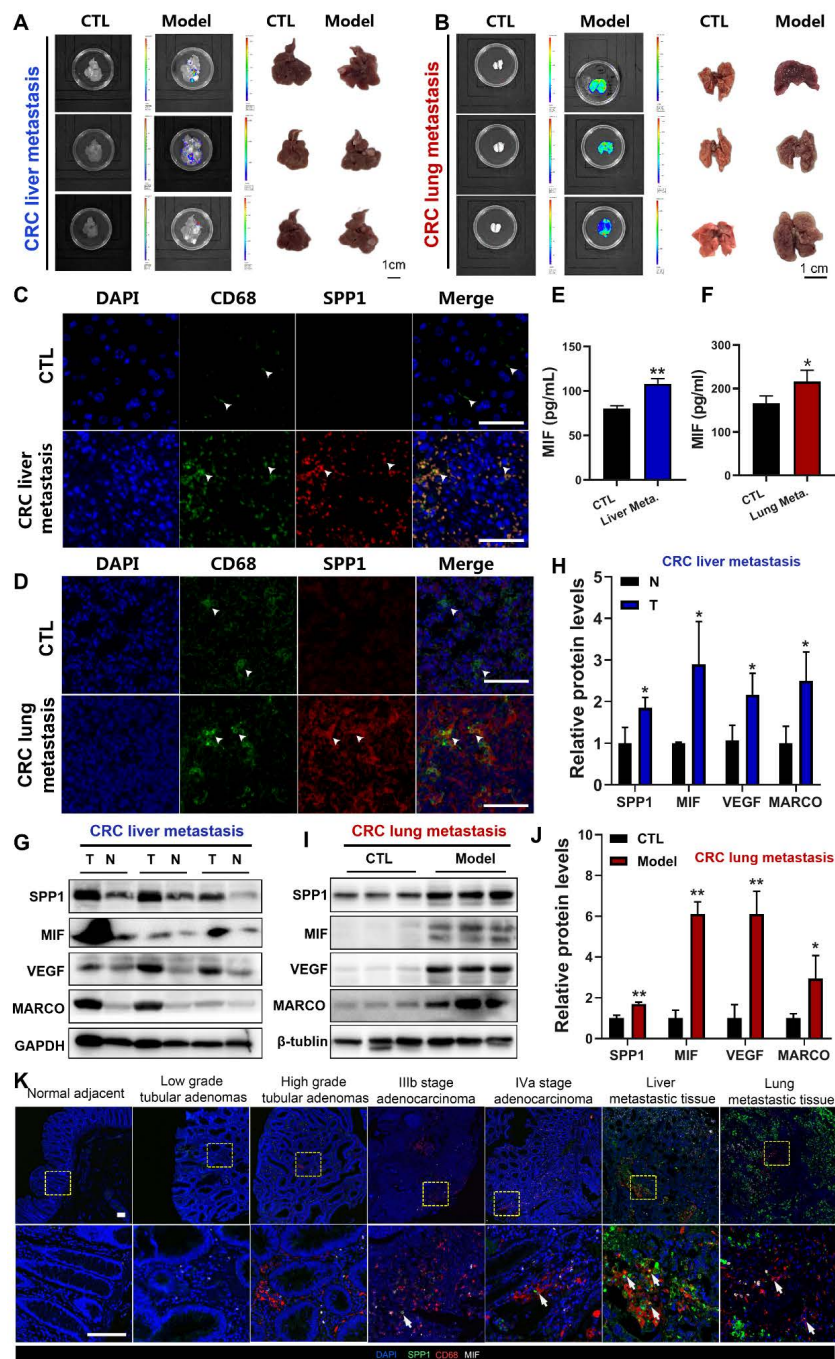 A
CTL Model CTL Model
CRC liver metastasis
1cm
B
CTL Model CTL Model
CRC lung metastasis
1cm
C
DAPI CD68 SPP1 Merge
CTL
CRC liver
metastasis
D
DAPI CD68 SPP1 Merge
CTL
CRC lung
metastasis
E
MIF (pg/mL)
150
100
50
0
**
CTL
Liver Meta.
F
MIF (pg/ml)
300
200
100
0
*
CTL
Lung Meta.
G
CRC liver metastasis
T N T N T N
SPP1
MIF
VEGF
MARCO
GAPDH
H
CRC liver metastasis
N
T
Relative protein levels
5
4
3
2
1
0
* * * *
SPP1 MIF VEGF MARCO
I
CRC lung metastasis
CTL Model
SPP1
MIF
VEGF
MARCO
β-tublin
J
CTL
Model
CRC lung metastasis
Relative protein levels
8
6
4
2
0
** ** ** *
SPP1 MIF VEGF MARCO
K
Normal adjacent
Low grade
tubular adenomas
High grade
tubular adenomas
IIIb stage
adenocarcinoma
IVa stage
adenocarcinoma
Liver
metastastic tissue
Lung
metastastic tissue
DAPI SPP1 CD68 MIF